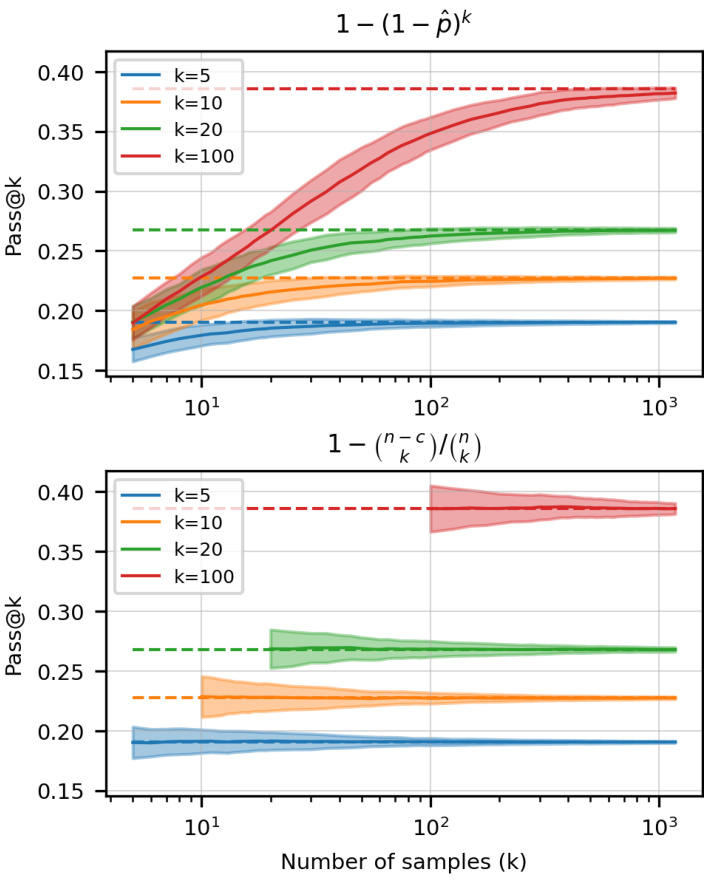 1 − (1 − p̂)^k
Pass@k
0.40
0.35
0.30
0.25
0.20
0.15
k=5
k=10
k=20
k=100
10^1
10^2
10^3
1 − (n − c k)/(n k)
Pass@k
0.40
0.35
0.30
0.25
0.20
0.15
k=5
k=10
k=20
k=100
10^1
10^2
10^3
Number of samples (k)